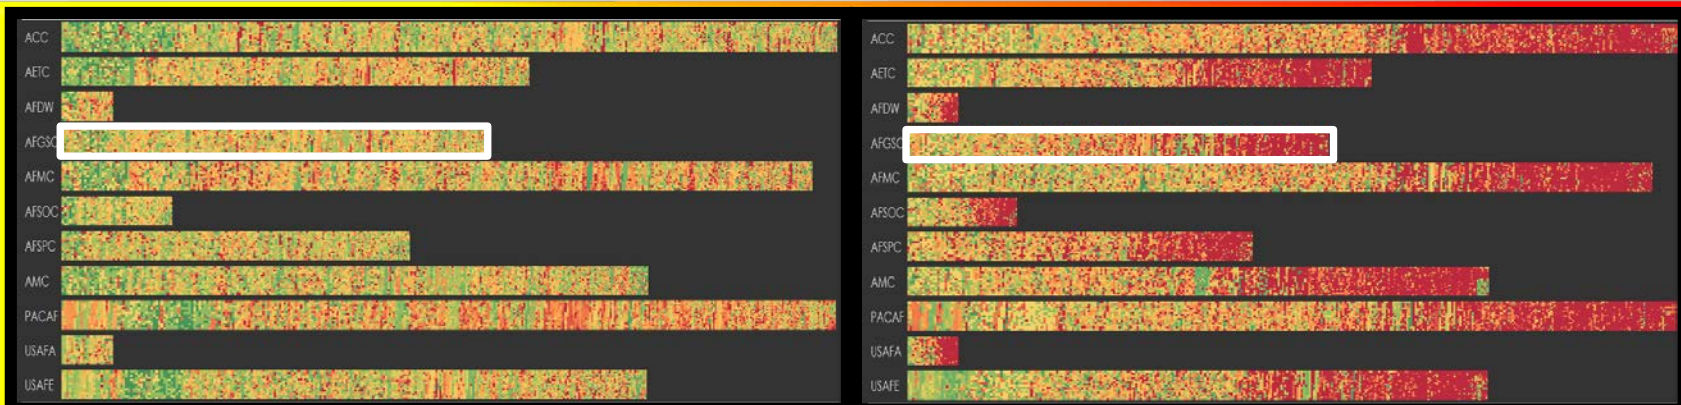 ACC
AETC
AFDW
AFGSC
AFMC
AFSOC
AFSPC
AMC
PACAF
USAFA
USAFE
ACC
AETC
AFDW
AFGSC
AFMC
AFSOC
AFSPC
AMC
PACAF
USAFA
USAFE